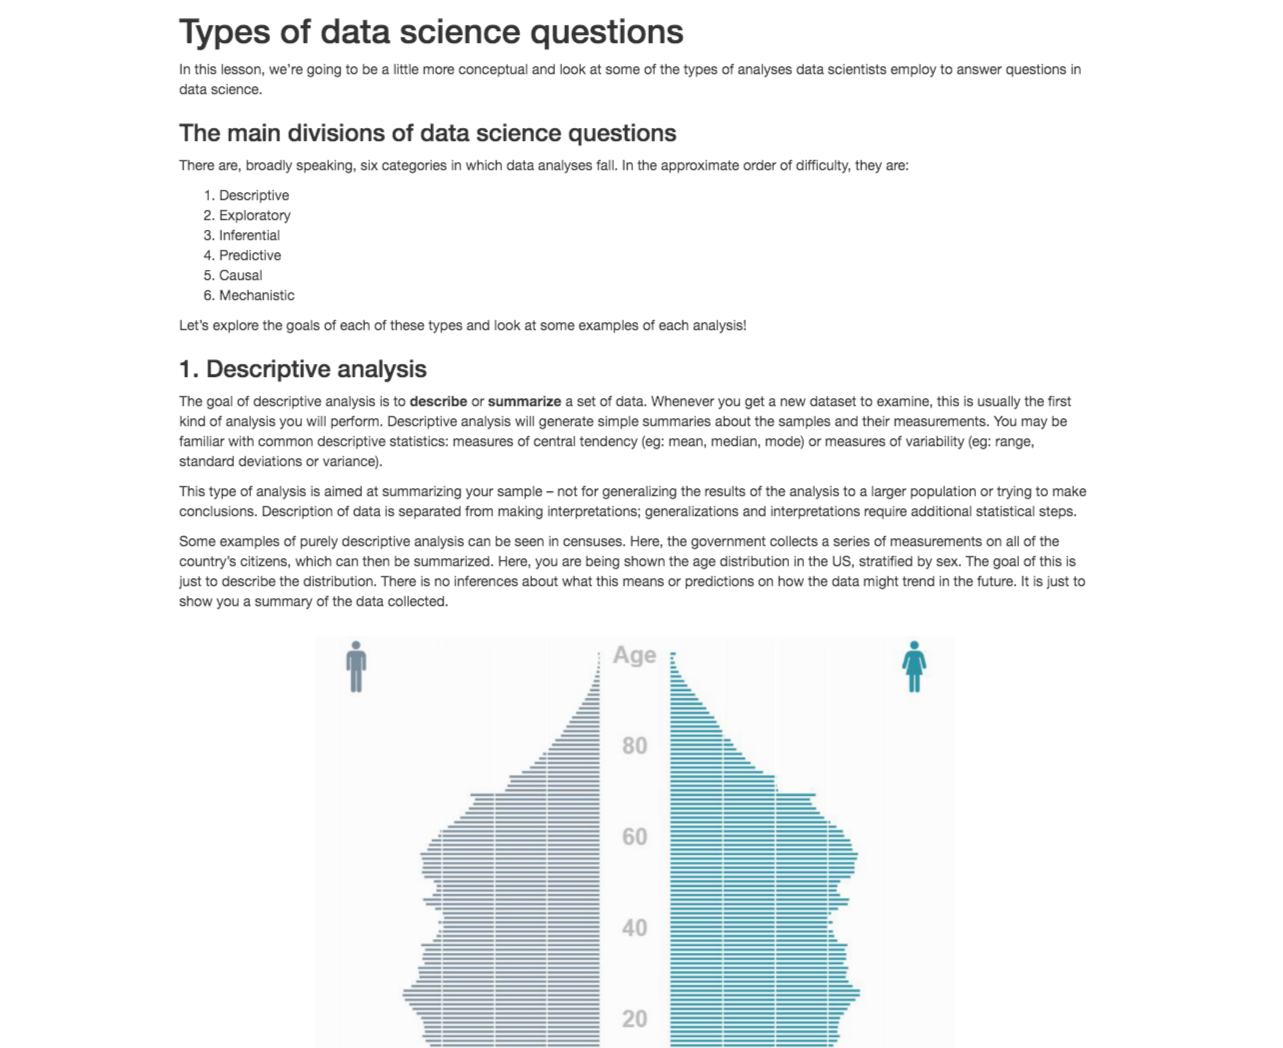 Types of data science questions
In this lesson, we're going to be a little more conceptual and look at some of the types of analyses data scientists employ to answer questions in
data science.
The main divisions of data science questions
There are, broadly speaking, six categories in which data analyses fall. In the approximate order of difficulty, they are:
1. Descriptive
2. Exploratory
3. Inferential
4. Predictive
5. Causal
6. Mechanistic
Let's explore the goals of each of these types and look at some examples of each analysis!
1. Descriptive analysis
The goal of descriptive analysis is to describe or summarize a set of data. Whenever you get a new dataset to examine, this is usually the first
kind of analysis you will perform. Descriptive analysis will generate simple summaries about the samples and their measurements. You may be
familiar with common descriptive statistics: measures of central tendency (eg: mean, median, mode) or measures of variability (eg: range,
standard deviations or variance).
This type of analysis is aimed at summarizing your sample – not for generalizing the results of the analysis to a larger population or trying to make
conclusions. Description of data is separated from making interpretations; generalizations and interpretations require additional statistical steps.
Some examples of purely descriptive analysis can be seen in censuses. Here, the government collects a series of measurements on all of the
country's citizens, which can then be summarized. Here, you are being shown the age distribution in the US, stratified by sex. The goal of this is
just to describe the distribution. There is no inferences about what this means or predictions on how the data might trend in the future. It is just to
show you a summary of the data collected.
Age
80
60
40
20